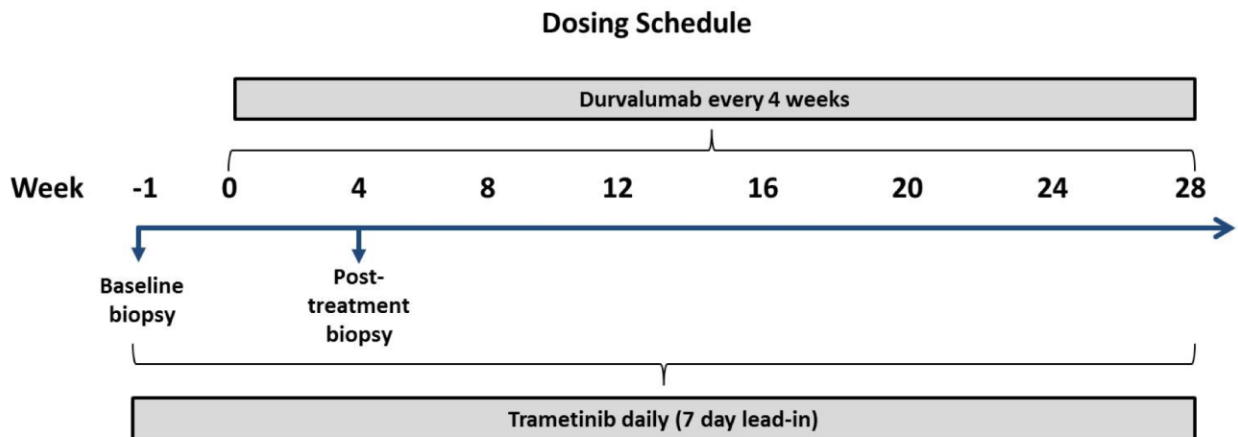 Dosing Schedule
Durvalumab every 4 weeks
Week -1 0 4 8 12 16 20 24 28
Baseline
biopsy
Post-
treatment
biopsy
Trametinib daily (7 day lead-in)